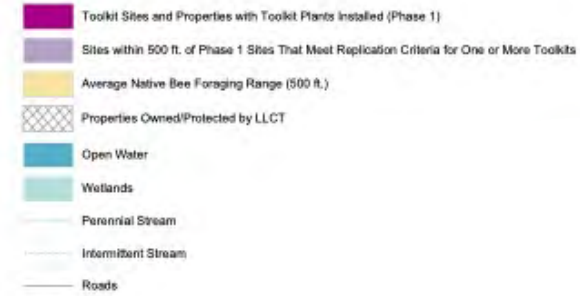 Toolkit Sites and Properties with Toolkit Plants Installed (Phase 1)
Sites within 500 ft. of Phase 1 Sites That Meet Replication Criteria for One or More Toolkits
Average Native Bee Foraging Range (500 ft.)
Properties Owned/Protected by LLCT
Open Water
Wetlands
Perennial Stream
Intermittent Stream
Roads